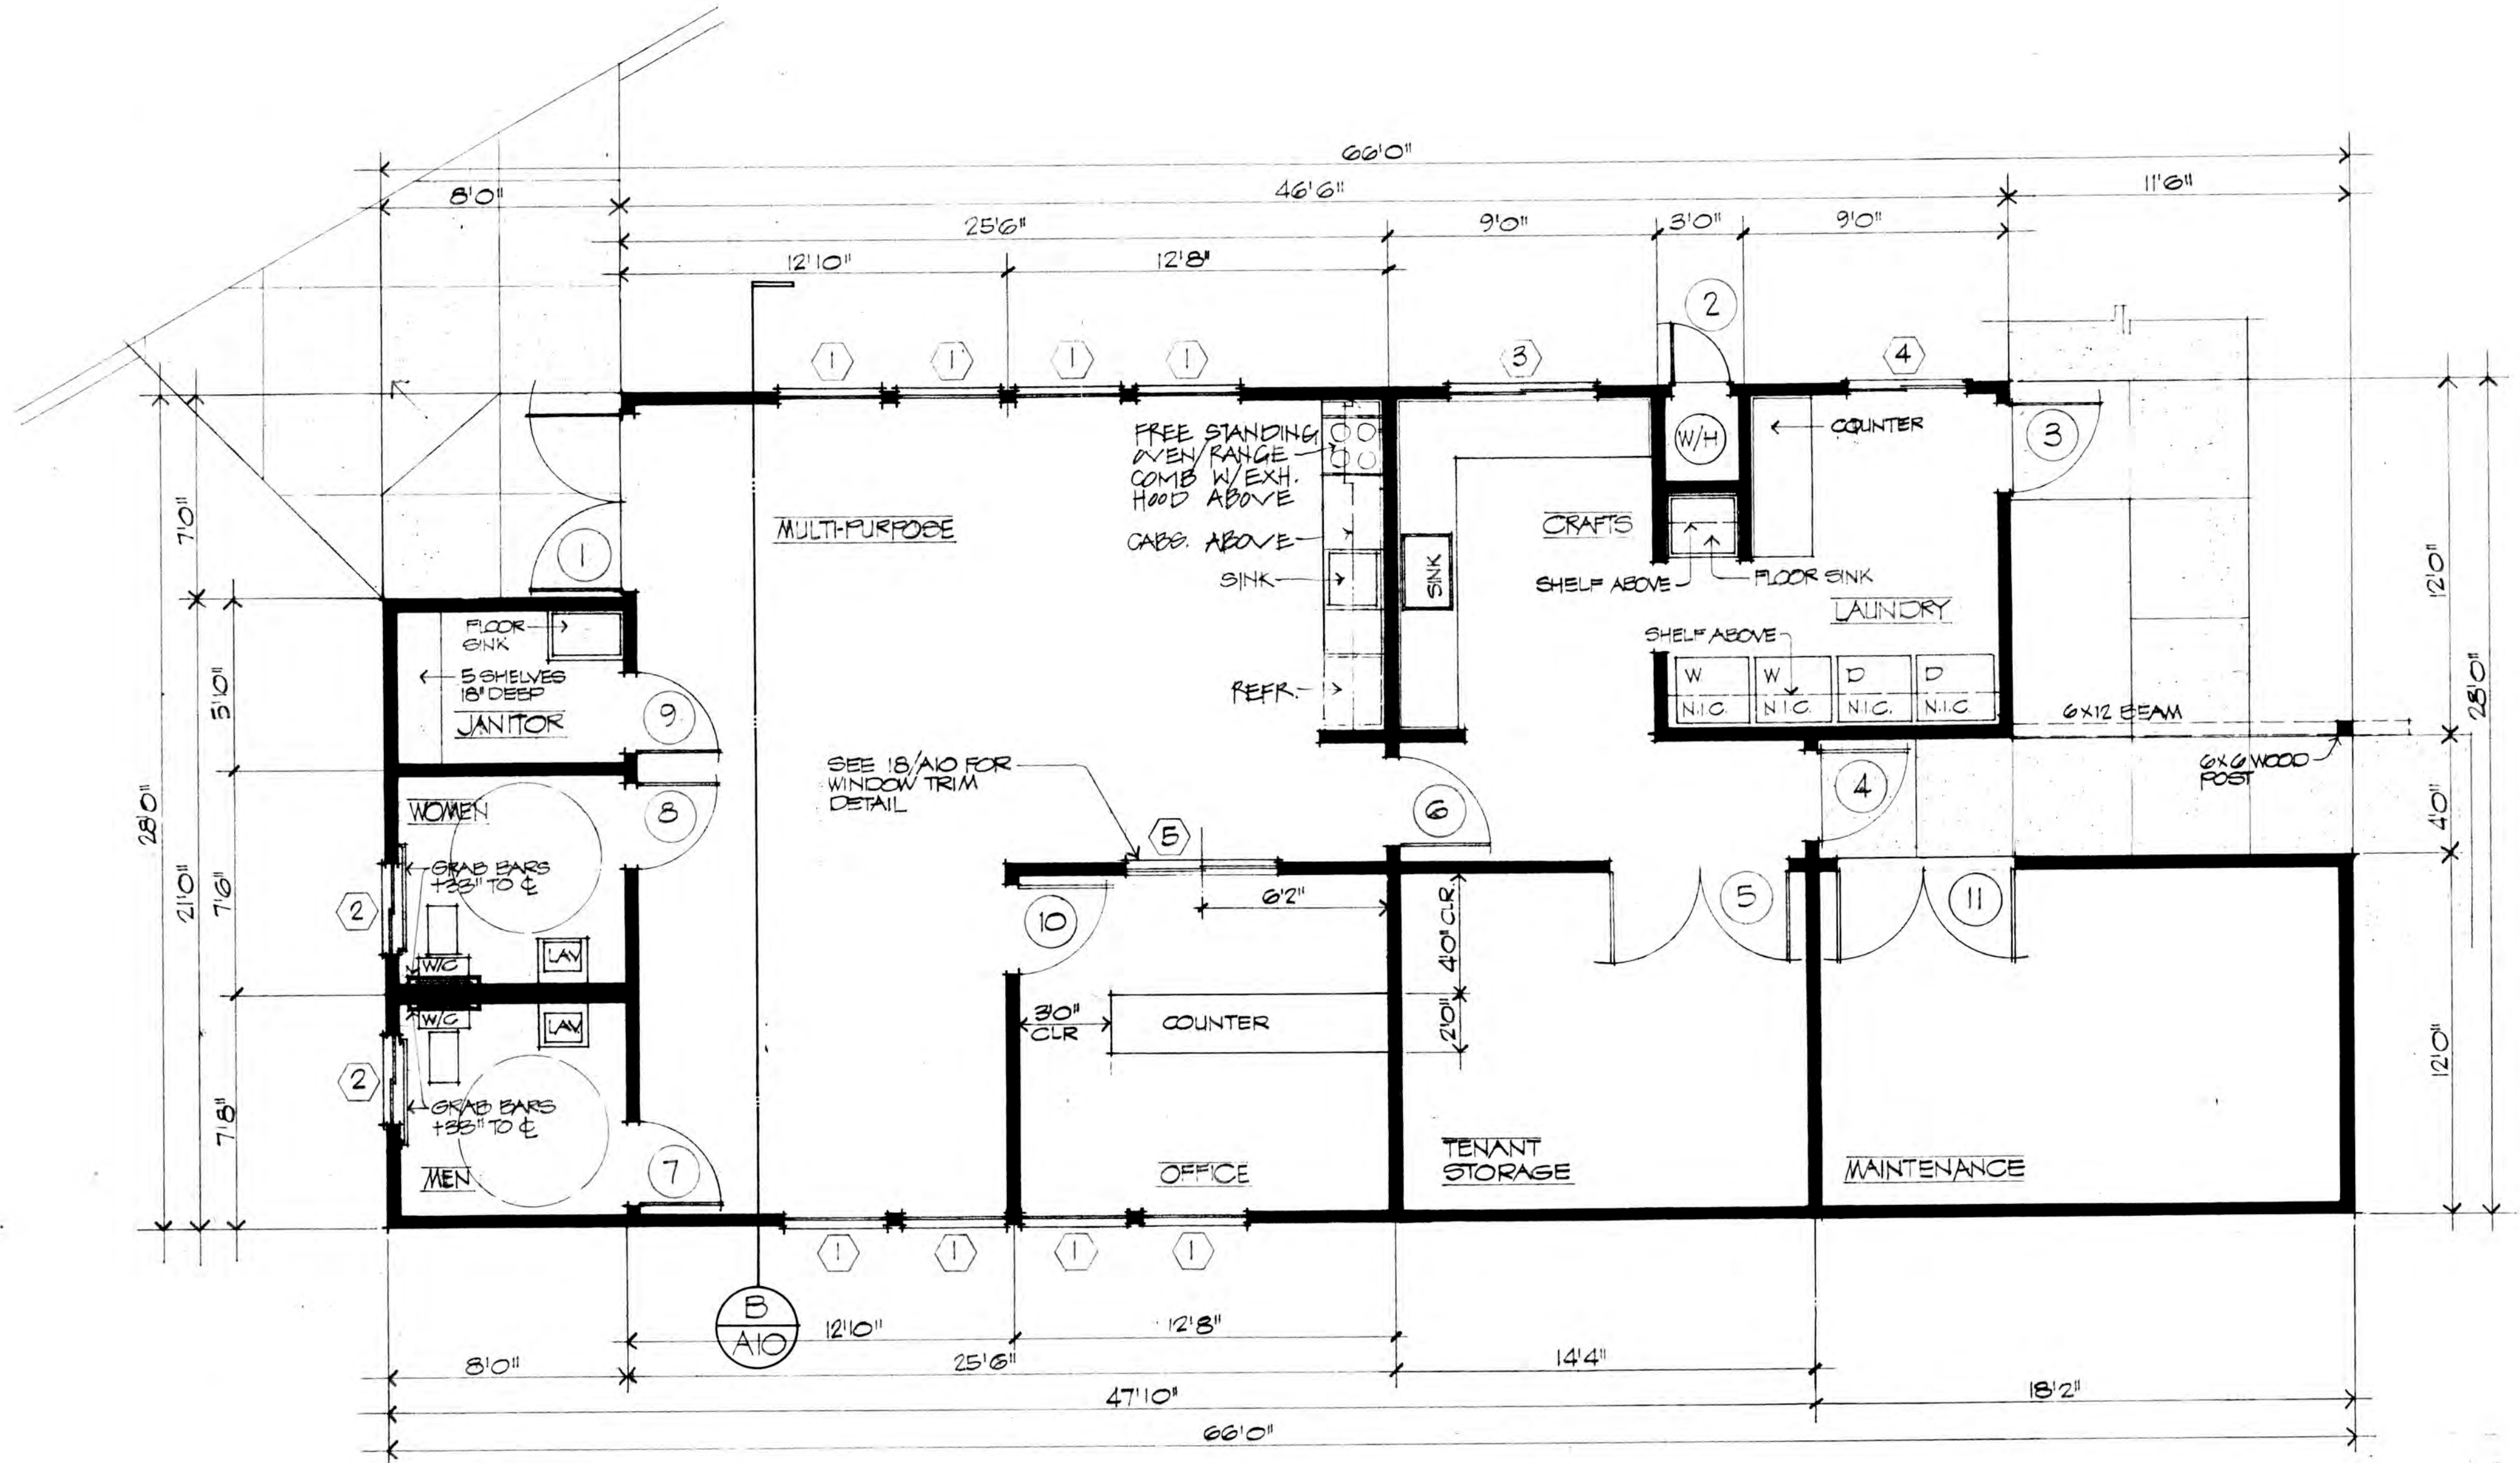 66'0"
8'0"
46'6"
11'6"
25'6"
9'0"
3'0"
9'0"
12'10"
12'8"
2
1
1
1
1
3
4
FREE STANDING
OVEN/RANGE
COMB W/EXH.
HOOD ABOVE
W/H
COUNTER
3
7'0"
MULTI-PURPOSE
CABS. ABOVE
CRAFTS
1
SINK
SINK
SHELF ABOVE
FLOOR SINK
12'0"
LAUNDRY
FLOOR
SINK
SHELF ABOVE
5 SHELVES
18" DEEP
JANITOR
5'10"
9
REFR.
W
W
D
D
N.I.C.
N.I.C.
N.I.C.
N.I.C.
6X12 BEAM
28'0"
SEE 18/A10 FOR
WINDOW TRIM
DETAIL
6X6 WOOD
POST
WOMEN
8
6
4
4'0"
28'0"
5
GRAB BARS
+33" TO ℄
21'0"
7'6"
2
6'2"
10
4'0" CLR.
5
11
W/C
LAV
W/C
LAV
3'0"
CLR
COUNTER
2'0"
2
12'0"
GRAB BARS
+33" TO ℄
7'8"
MEN
7
OFFICE
TENANT
STORAGE
MAINTENANCE
1
1
1
1
B
A10
12'10"
12'8"
8'0"
25'6"
14'4"
47'10"
18'2"
66'0"